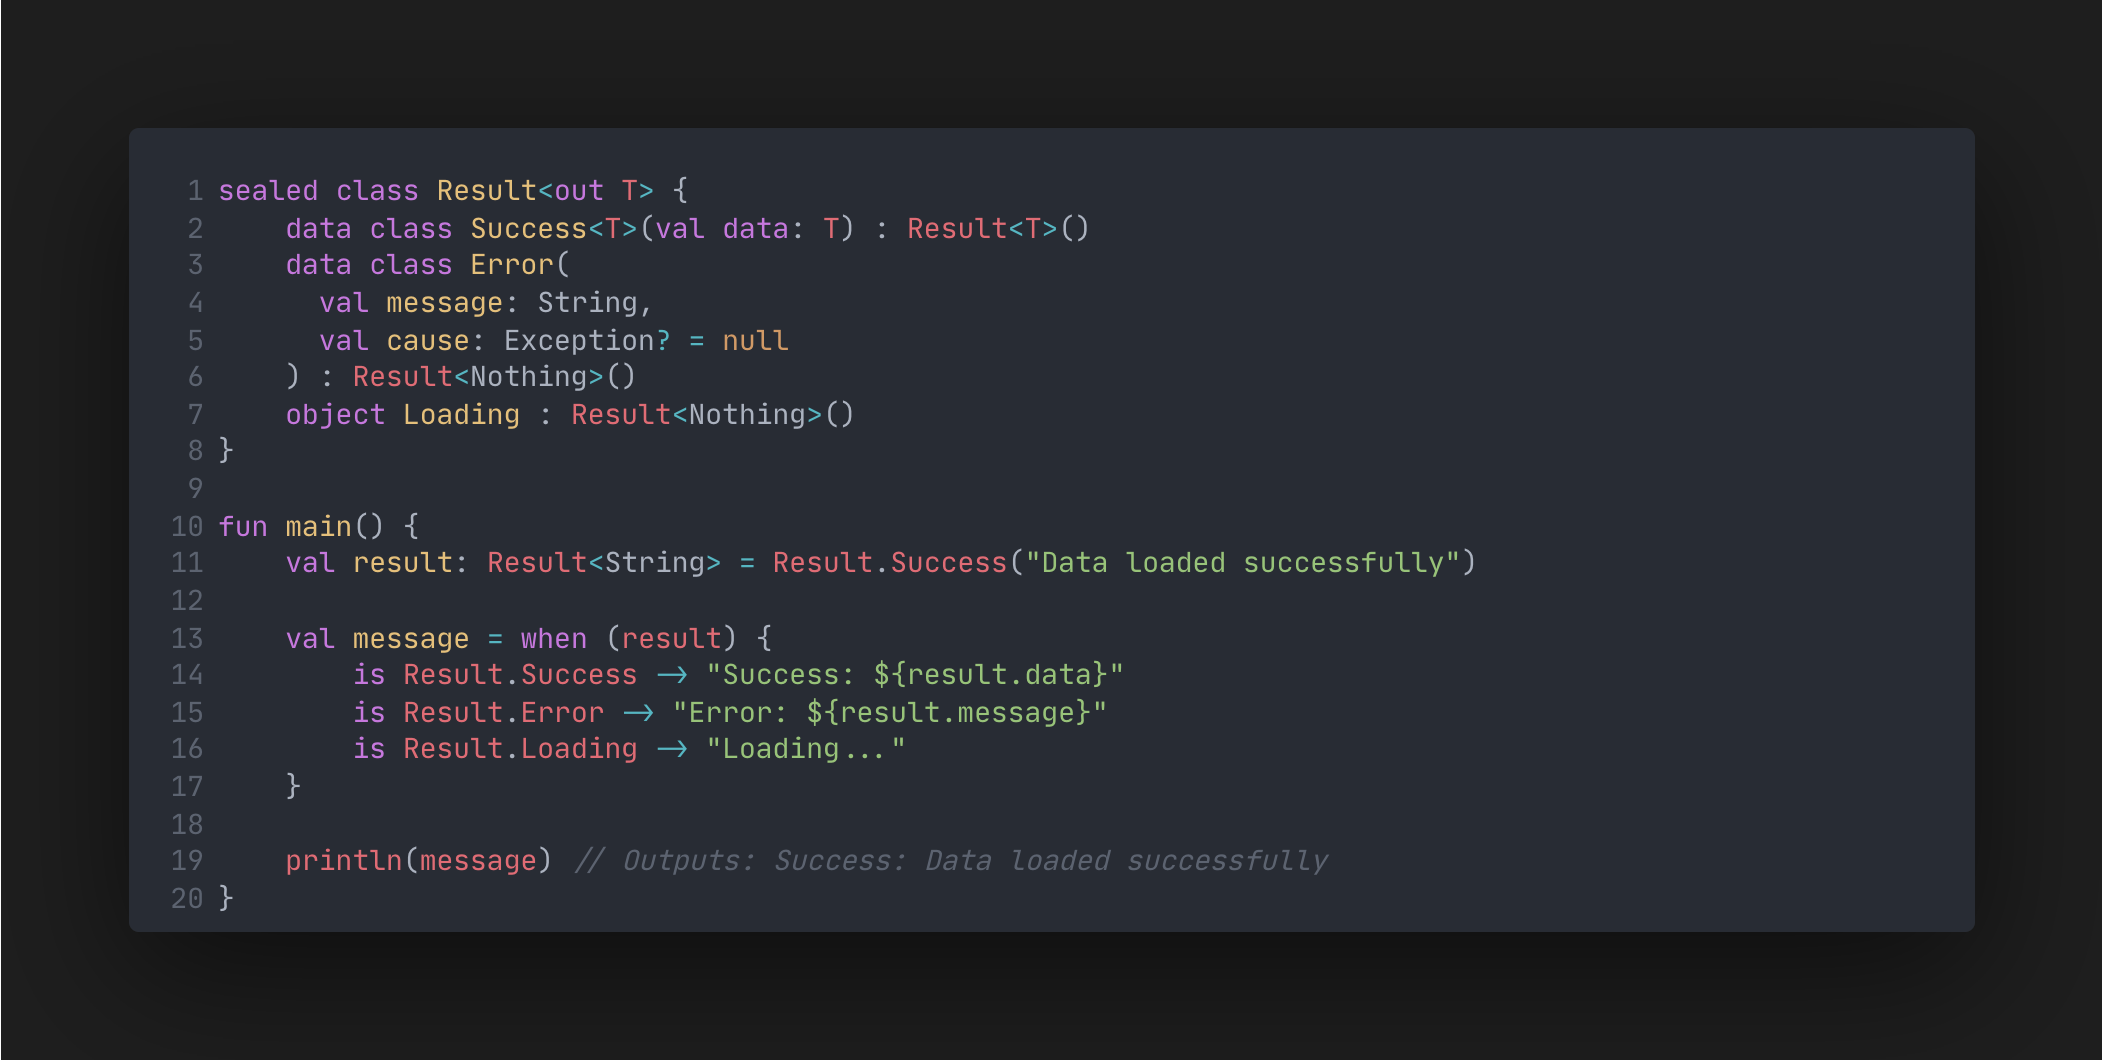 1 sealed class Result<out T> {
2     data class Success<T>(val data: T) : Result<T>()
3     data class Error(
4       val message: String,
5       val cause: Exception? = null
6     ) : Result<Nothing>()
7     object Loading : Result<Nothing>()
8 }
9
10 fun main() {
11     val result: Result<String> = Result.Success("Data loaded successfully")
12
13     val message = when (result) {
14         is Result.Success -> "Success: ${result.data}"
15         is Result.Error -> "Error: ${result.message}"
16         is Result.Loading -> "Loading..."
17     }
18
19     println(message) // Outputs: Success: Data loaded successfully
20 }